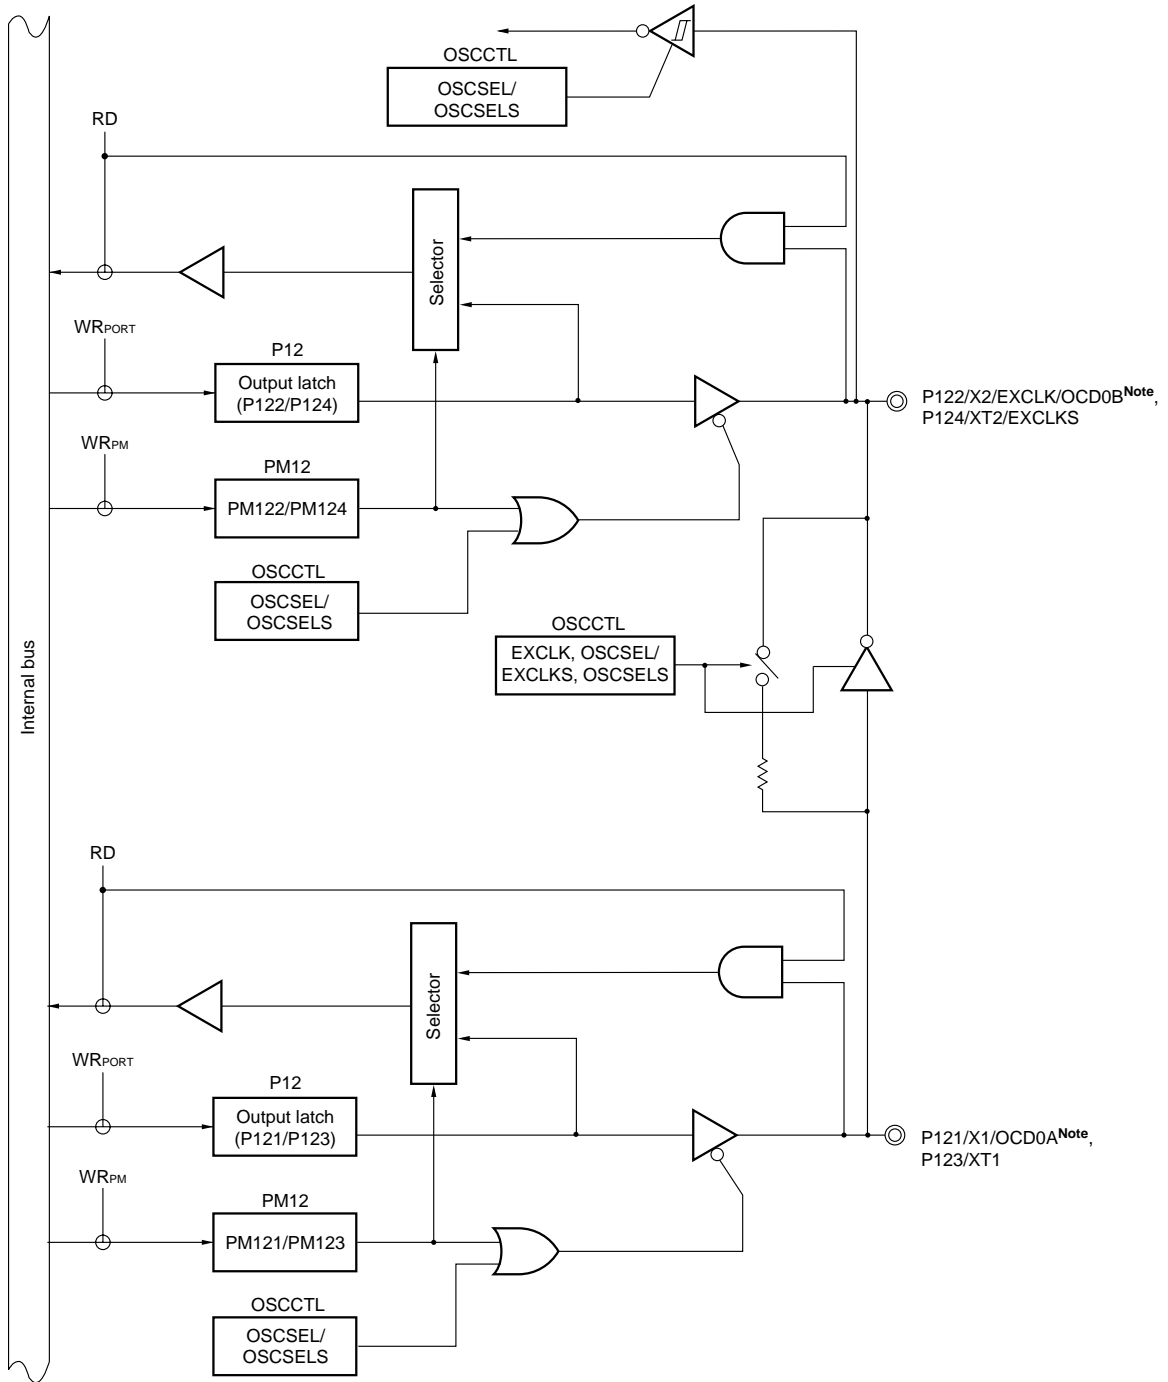 OSCCTL
OSCSEL/
OSCSELS
RD
Selector
WRPORT
P12
Output latch
(P122/P124)
P122/X2/EXCLK/OCD0BNote,
P124/XT2/EXCLKS
WRPM
PM12
PM122/PM124
OSCCTL
OSCSEL/
OSCSELS
OSCCTL
EXCLK, OSCSEL/
EXCLKS, OSCSELS
Internal bus
RD
Selector
WRPORT
P12
Output latch
(P121/P123)
P121/X1/OCD0ANote,
P123/XT1
WRPM
PM12
PM121/PM123
OSCCTL
OSCSEL/
OSCSELS